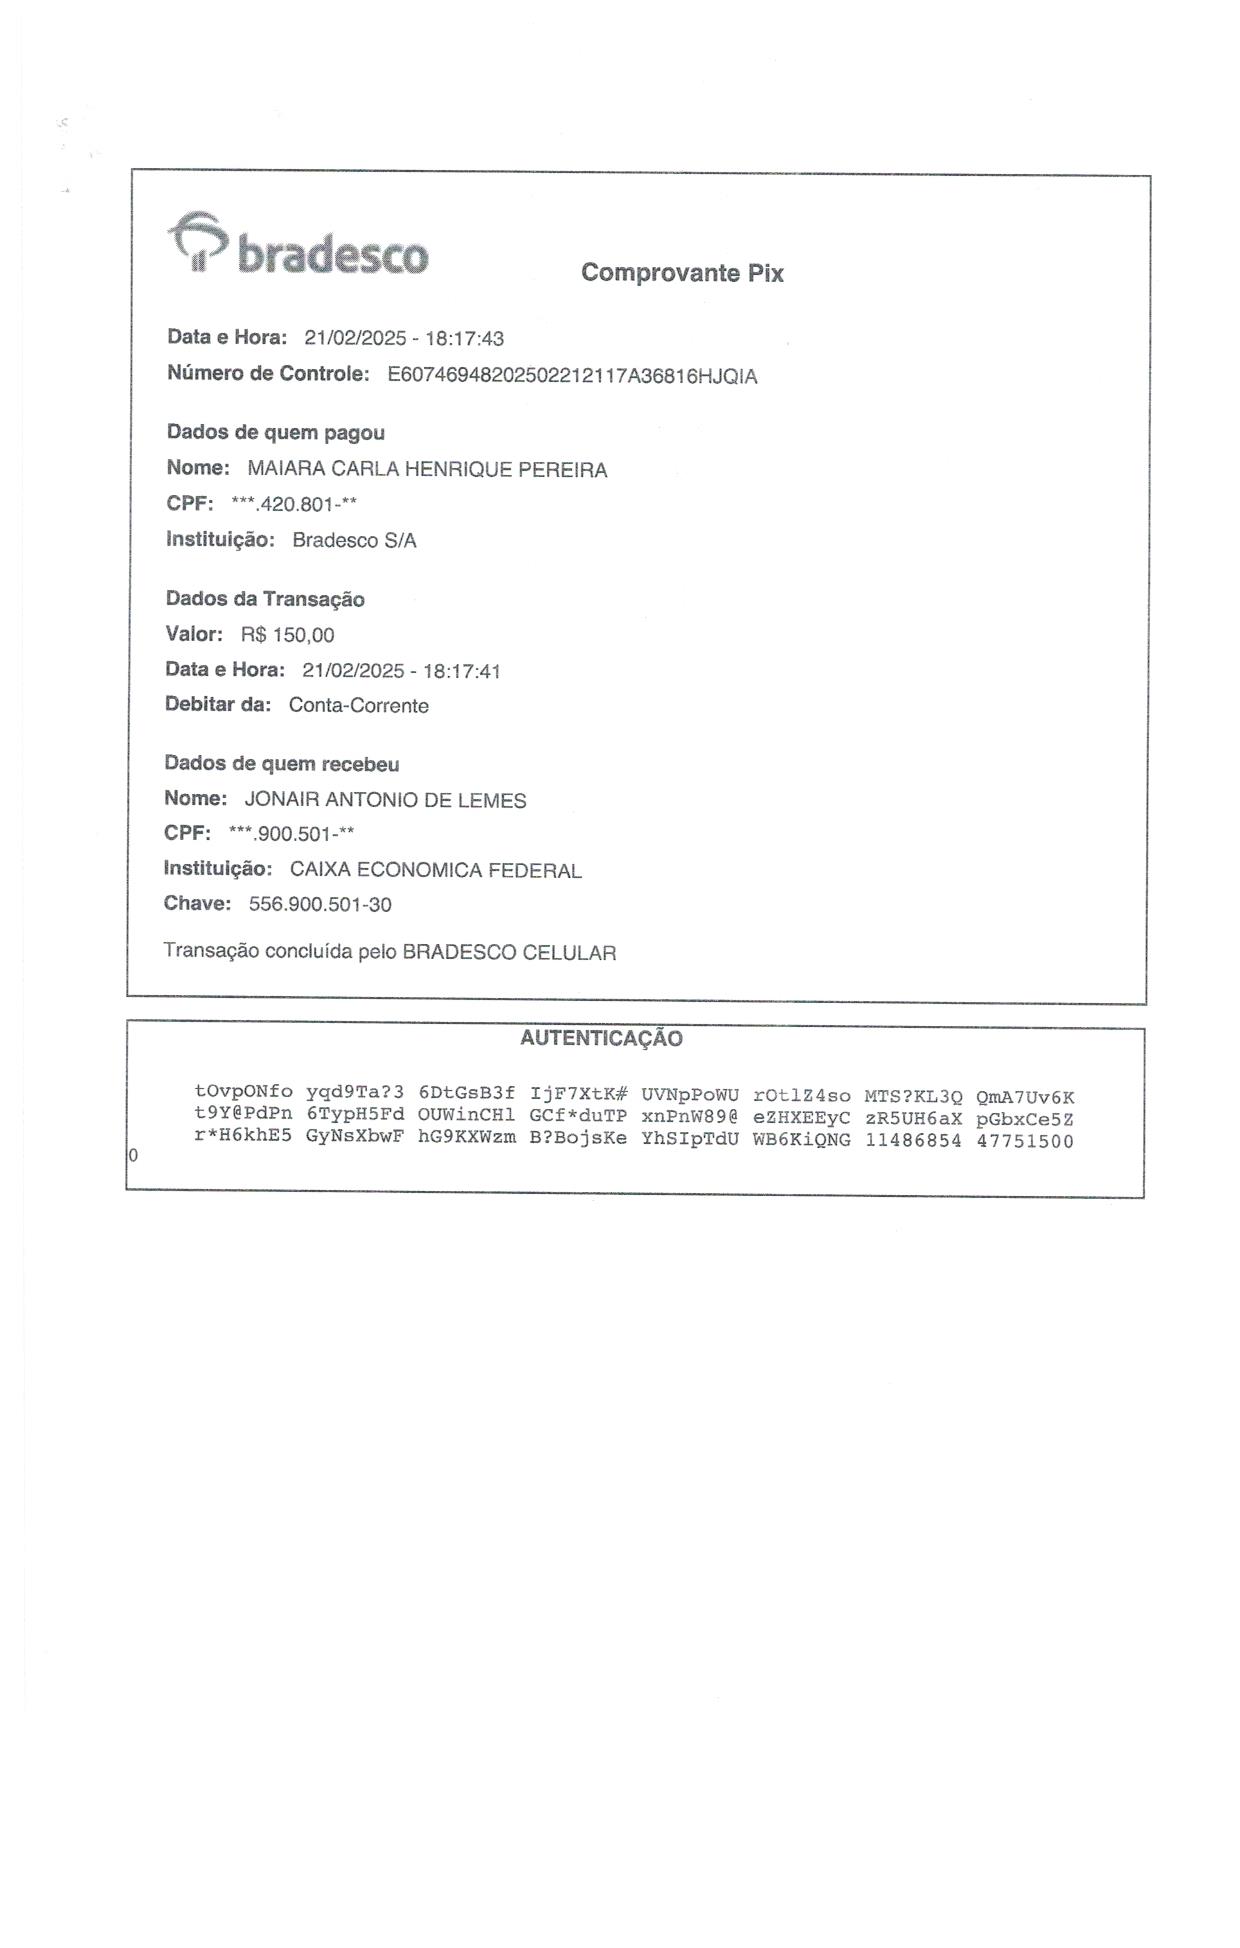 bradesco
Comprovante Pix
Data e Hora: 21/02/2025 - 18:17:43
Número de Controle: E60746948202502212117A36816HJQIA
Dados de quem pagou
Nome: MAIARA CARLA HENRIQUE PEREIRA
CPF: ***.420.801-**
Instituição: Bradesco S/A
Dados da Transação
Valor: R$ 150,00
Data e Hora: 21/02/2025 - 18:17:41
Debitar da: Conta-Corrente
Dados de quem recebeu
Nome: JONAIR ANTONIO DE LEMES
CPF: ***.900.501-**
Instituição: CAIXA ECONOMICA FEDERAL
Chave: 556.900.501-30
Transação concluída pelo BRADESCO CELULAR
AUTENTICAÇÃO
tOvpONfo yqd9Ta?3 6DtGsB3f IjF7XtK# UVNpPoWU rOtlZ4so MTS?KL3Q QmA7Uv6K
t9Y@PdPn 6TypH5Fd OUWinCHl GCf*duTP xnPnW89@ eZHXEEyC zR5UH6aX pGbxCe5Z
r*H6khE5 GyNsXbwF hG9KXWzm B?BojsKe YhSIpTdU WB6KiQNG 11486854 47751500
0